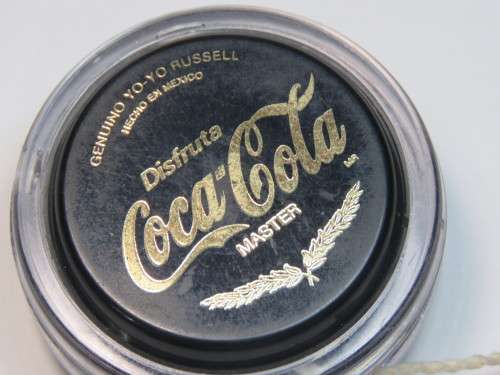 GENUINO YO-YO RUSSELL
HECHO EN MEXICO
Disfruta
Coca-Cola
MASTER